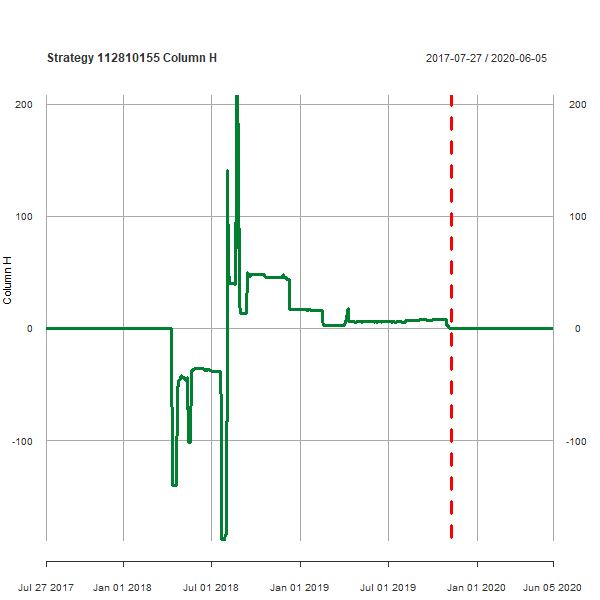 Strategy 112810155 Column H
2017-07-27 / 2020-06-05
200
200
100
100
0
0
-100
-100
Column H
Jul 27 2017
Jan 01 2018
Jul 01 2018
Jan 01 2019
Jul 01 2019
Jan 01 2020
Jun 05 2020